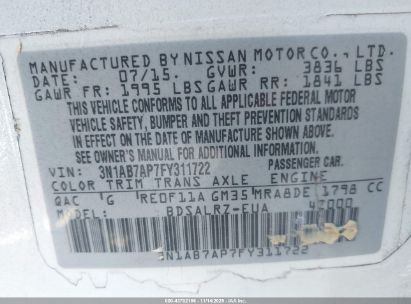 MANUFACTURED BY NISSAN MOTOR CO., LTD.
DATE: 07/15. GVWR: 3836 LBS
GAWR FR: 1995 LBS GAWR RR: 1841 LBS
THIS VEHICLE CONFORMS TO ALL APPLICABLE FEDERAL MOTOR
VEHICLE SAFETY, BUMPER AND THEFT PREVENTION STANDARDS
IN EFFECT ON THE DATE OF MANUFACTURE SHOWN ABOVE.
SEE OWNER'S MANUAL FOR ADDITIONAL INFORMATION.
VIN: 3N1AB7AP7FY311722 PASSENGER CAR.
COLOR TRIM TRANS AXLE ENGINE
QAC G RE0F11A GM35 MRA8DE 1798 CC
MODEL BDSALRZ-EUA 47000
3N1AB7AP7FY311722